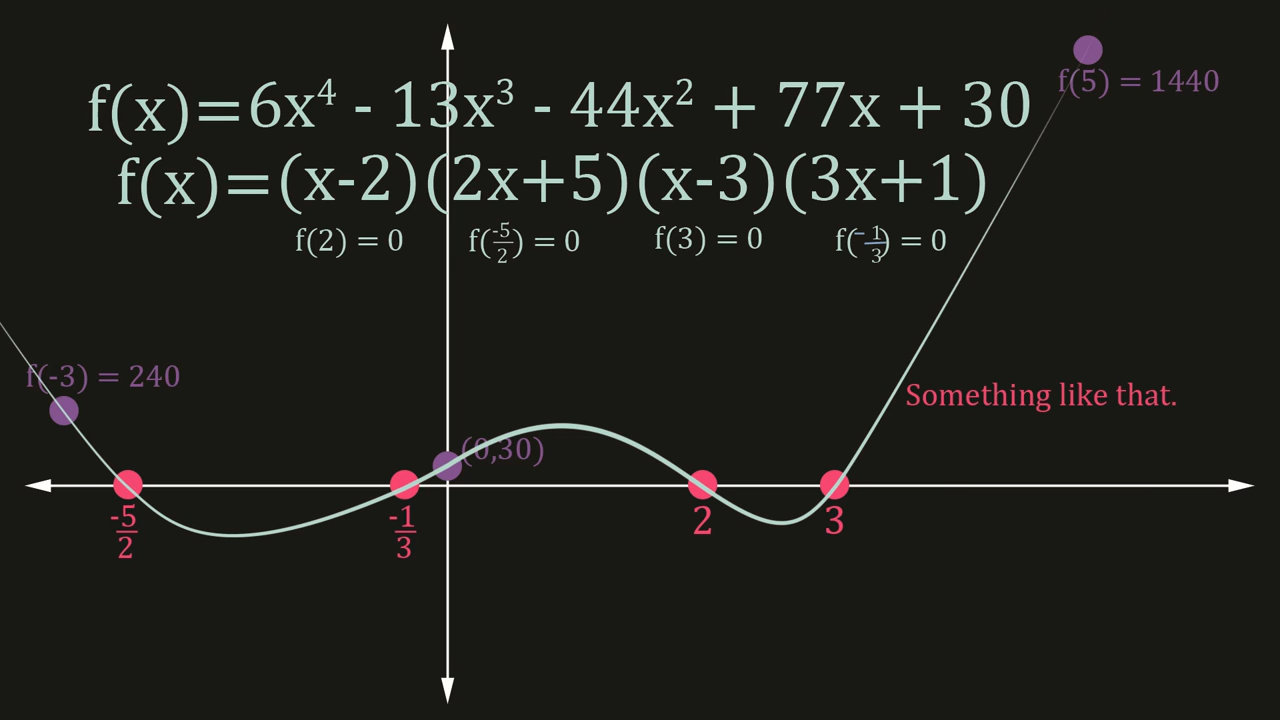 f(x)=6x⁴ - 13x³ - 44x² + 77x + 30
f(x)=(x-2)(2x+5)(x-3)(3x+1)
f(2) = 0 f(-5/2) = 0 f(3) = 0 f(-1/3) = 0
f(5) = 1440
f(-3) = 240
Something like that.
(0,30)
-5/2 -1/3 2 3